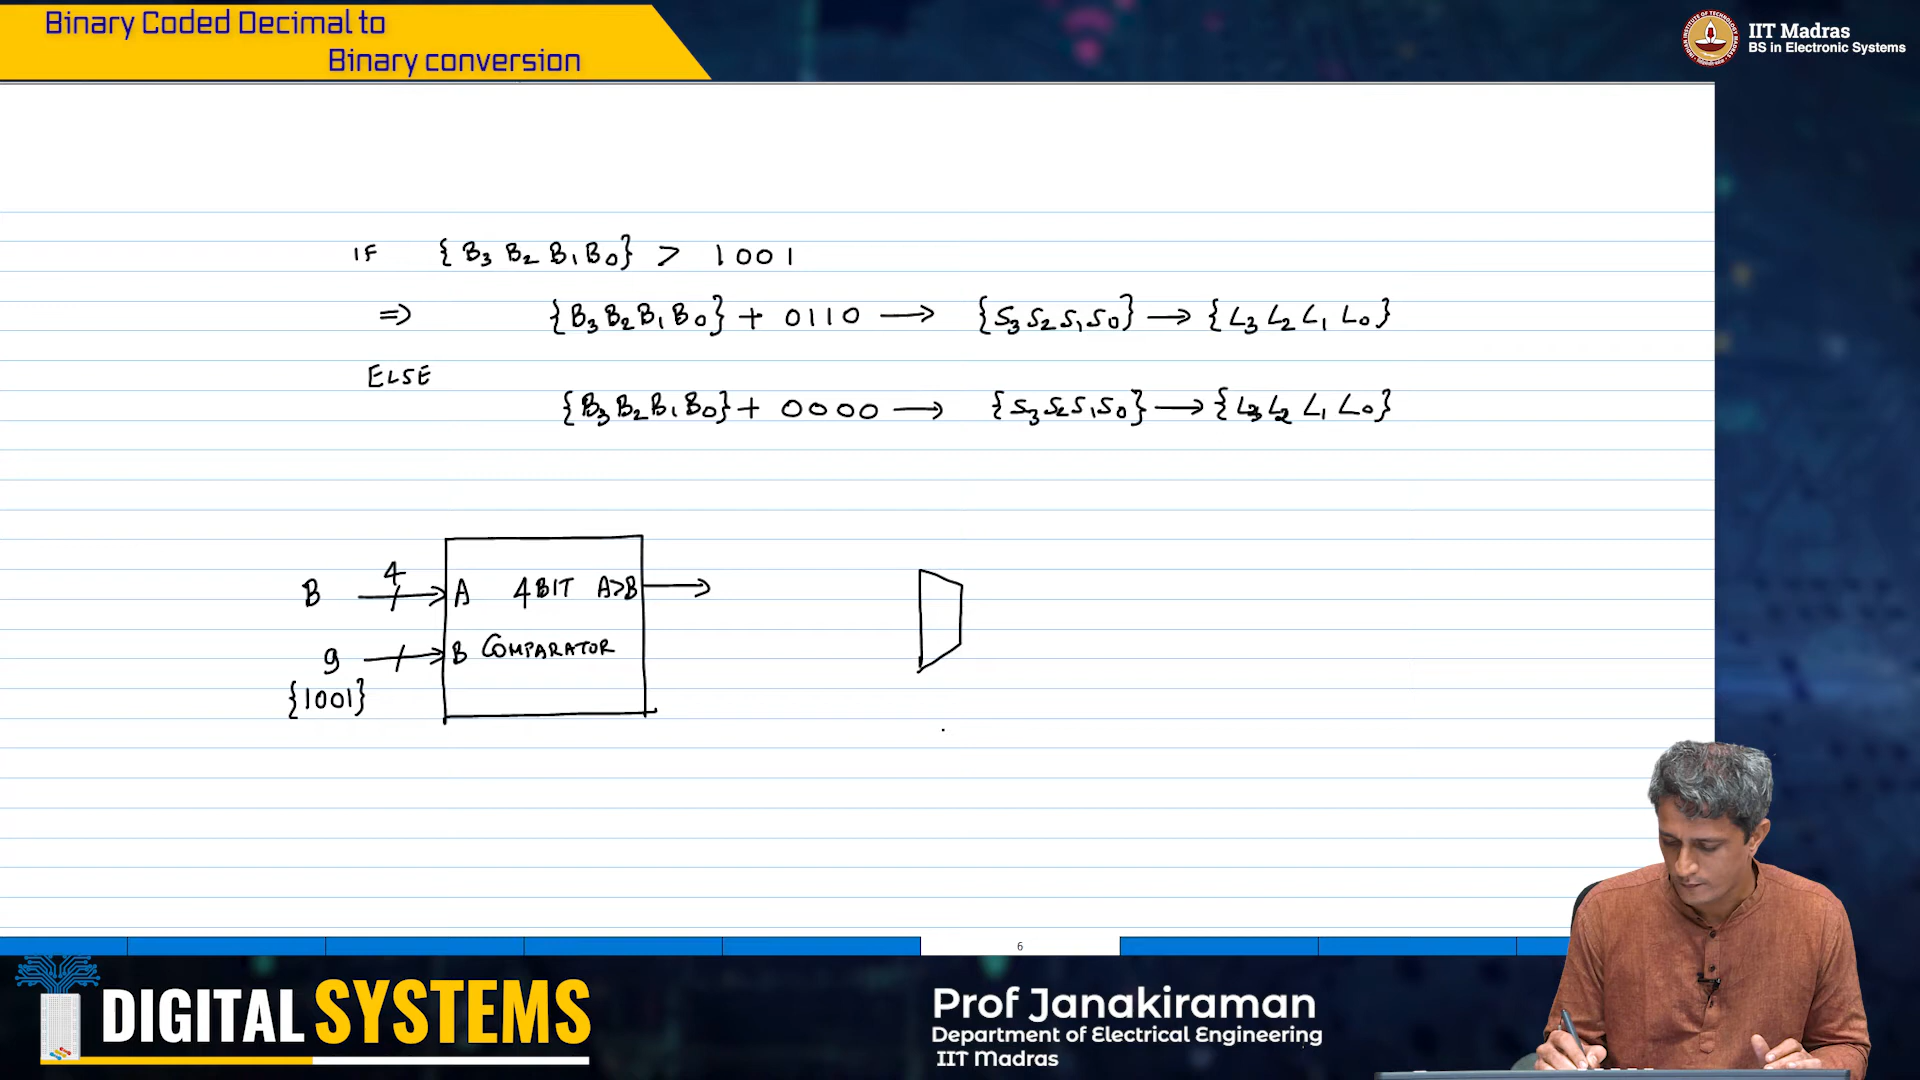 Binary Coded Decimal to
Binary conversion
IIT Madras
BS in Electronic Systems
IF {B3 B2 B1 B0} > 1001
=> {B3 B2 B1 B0} + 0110 → {S3 S2 S1 S0} → {L3 L2 L1 L0}
ELSE
{B3 B2 B1 B0} + 0000 → {S3 S2 S1 S0} → {L3 L2 L1 L0}
4
B A 4BIT A>B
9 B COMPARATOR
{1001}
6
DIGITAL SYSTEMS
Prof Janakiraman
Department of Electrical Engineering
IIT Madras